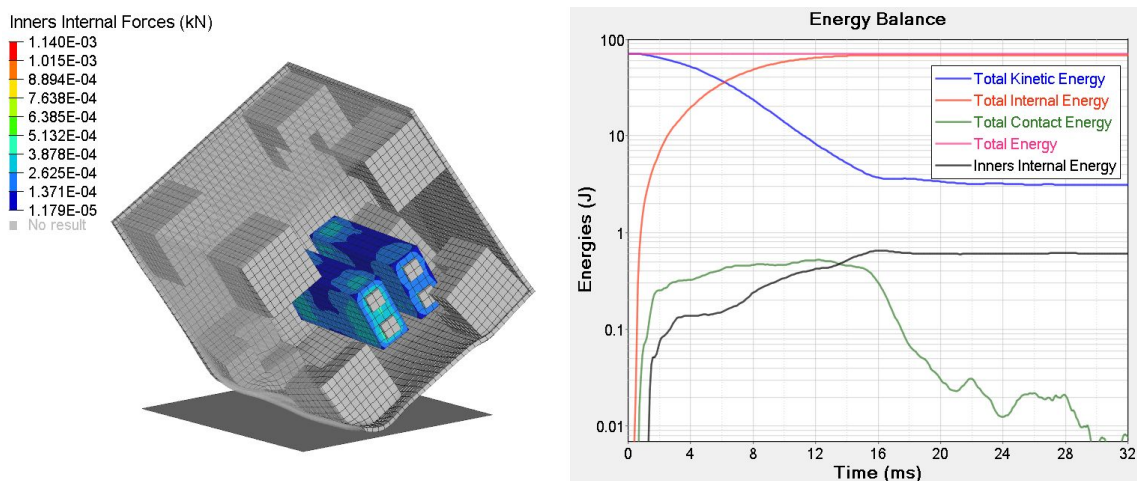 Inners Internal Forces (kN)
1.140E-03
1.015E-03
8.894E-04
7.638E-04
6.385E-04
5.132E-04
3.878E-04
2.625E-04
1.371E-04
1.179E-05
No result
Energy Balance
100
10
1
0.1
0.01
Energies (J)
Total Kinetic Energy
Total Internal Energy
Total Contact Energy
Total Energy
Inners Internal Energy
0
4
8
12
16
20
24
28
32
Time (ms)